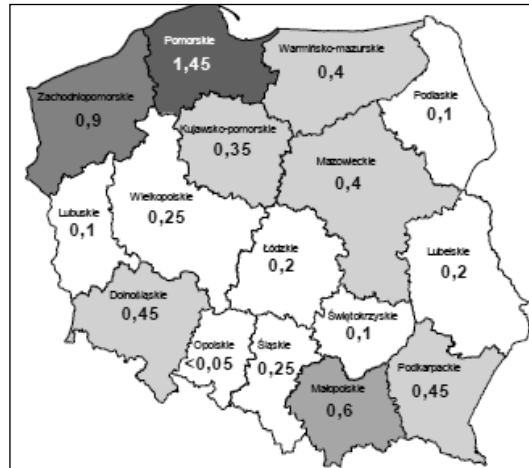 Pomorskie
1,45
Warmińsko-mazurskie
0,4
Zachodniopomorskie
0,9
Podlaskie
0,1
Kujawsko-pomorskie
0,35
Mazowieckie
0,4
Wielkopolskie
0,25
Lubuskie
0,1
Łódzkie
0,2
Lubelskie
0,2
Dolnośląskie
0,45
Świętokrzyskie
0,1
Opolskie
<0,05
Śląskie
0,25
Podkarpackie
0,45
Małopolskie
0,6